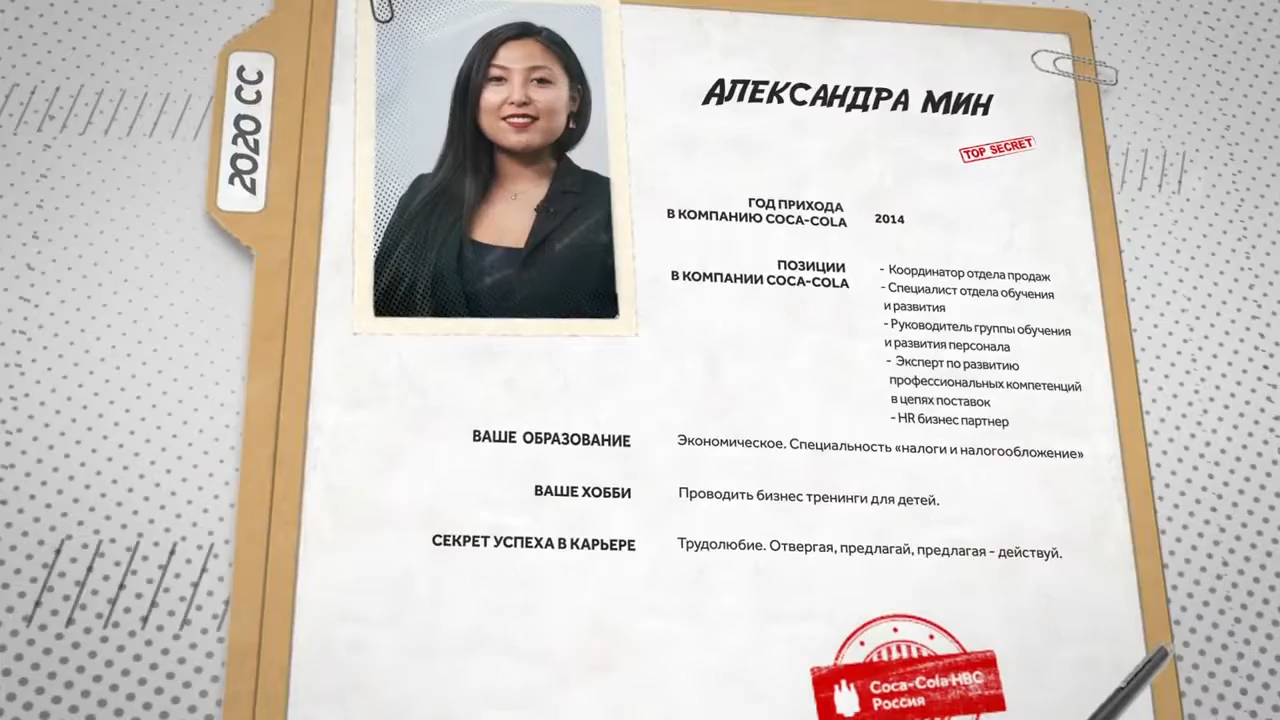 2020 CC
АЛЕКСАНДРА МИН
TOP SECRET
ГОД ПРИХОДА
В КОМПАНИЮ COCA-COLA
2014
ПОЗИЦИИ
В КОМПАНИИ COCA-COLA
- Координатор отдела продаж
- Специалист отдела обучения
и развития
- Руководитель группы обучения
и развития персонала
- Эксперт по развитию
профессиональных компетенций
в цепях поставок
- HR бизнес партнер
ВАШЕ ОБРАЗОВАНИЕ
Экономическое. Специальность «налоги и налогообложение»
ВАШЕ ХОББИ
Проводить бизнес тренинги для детей.
СЕКРЕТ УСПЕХА В КАРЬЕРЕ
Трудолюбие. Отвергая, предлагай, предлагая - действуй.
Coca-Cola HBC
Россия